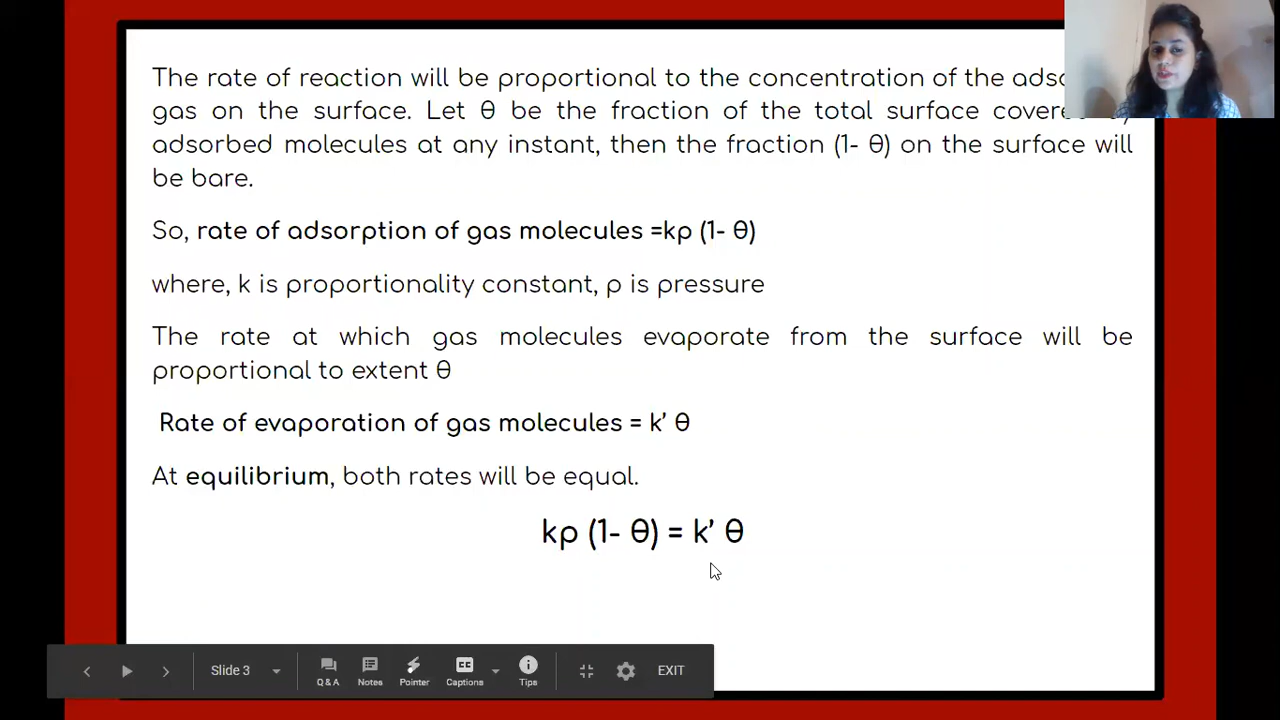 The rate of reaction will be proportional to the concentration of the
gas on the surface. Let θ be the fraction of the total surface
adsorbed molecules at any instant, then the fraction (1- θ) on the surface will
be bare.
So, rate of adsorption of gas molecules =kp (1- θ)
where, k is proportionality constant, p is pressure
The rate at which gas molecules evaporate from the surface will be
proportional to extent θ
Rate of evaporation of gas molecules = k’ θ
At equilibrium, both rates will be equal.
kp (1- θ) = k’ θ
Slide 3
Q & A Notes Pointer Captions Tips
CC
EXIT